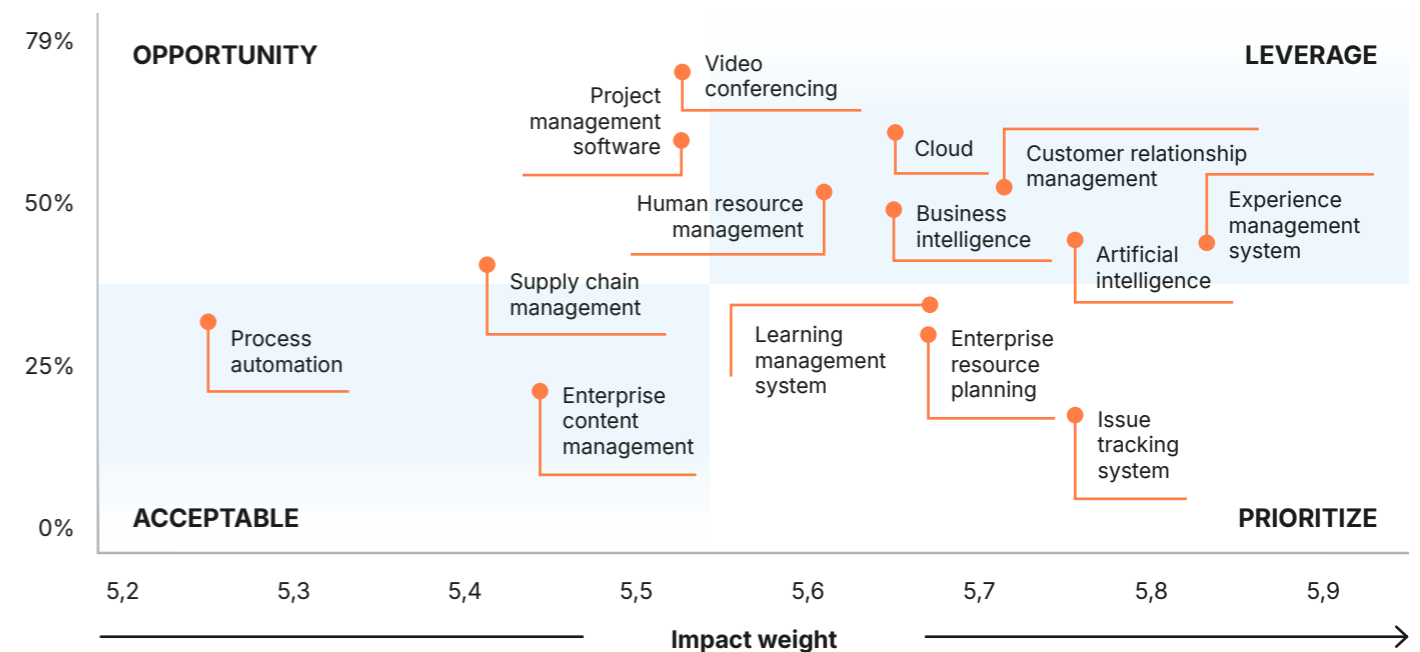 79%
OPPORTUNITY
LEVERAGE
Video
conferencing
Project
management
software
Cloud
Customer relationship
management
50%
Human resource
management
Business
intelligence
Experience
management
system
Artificial
intelligence
Supply chain
management
Process
automation
Learning
management
system
Enterprise
resource
planning
25%
Enterprise
content
management
Issue
tracking
system
0%
ACCEPTABLE
PRIORITIZE
5,2 5,3 5,4 5,5 5,6 5,7 5,8 5,9
Impact weight